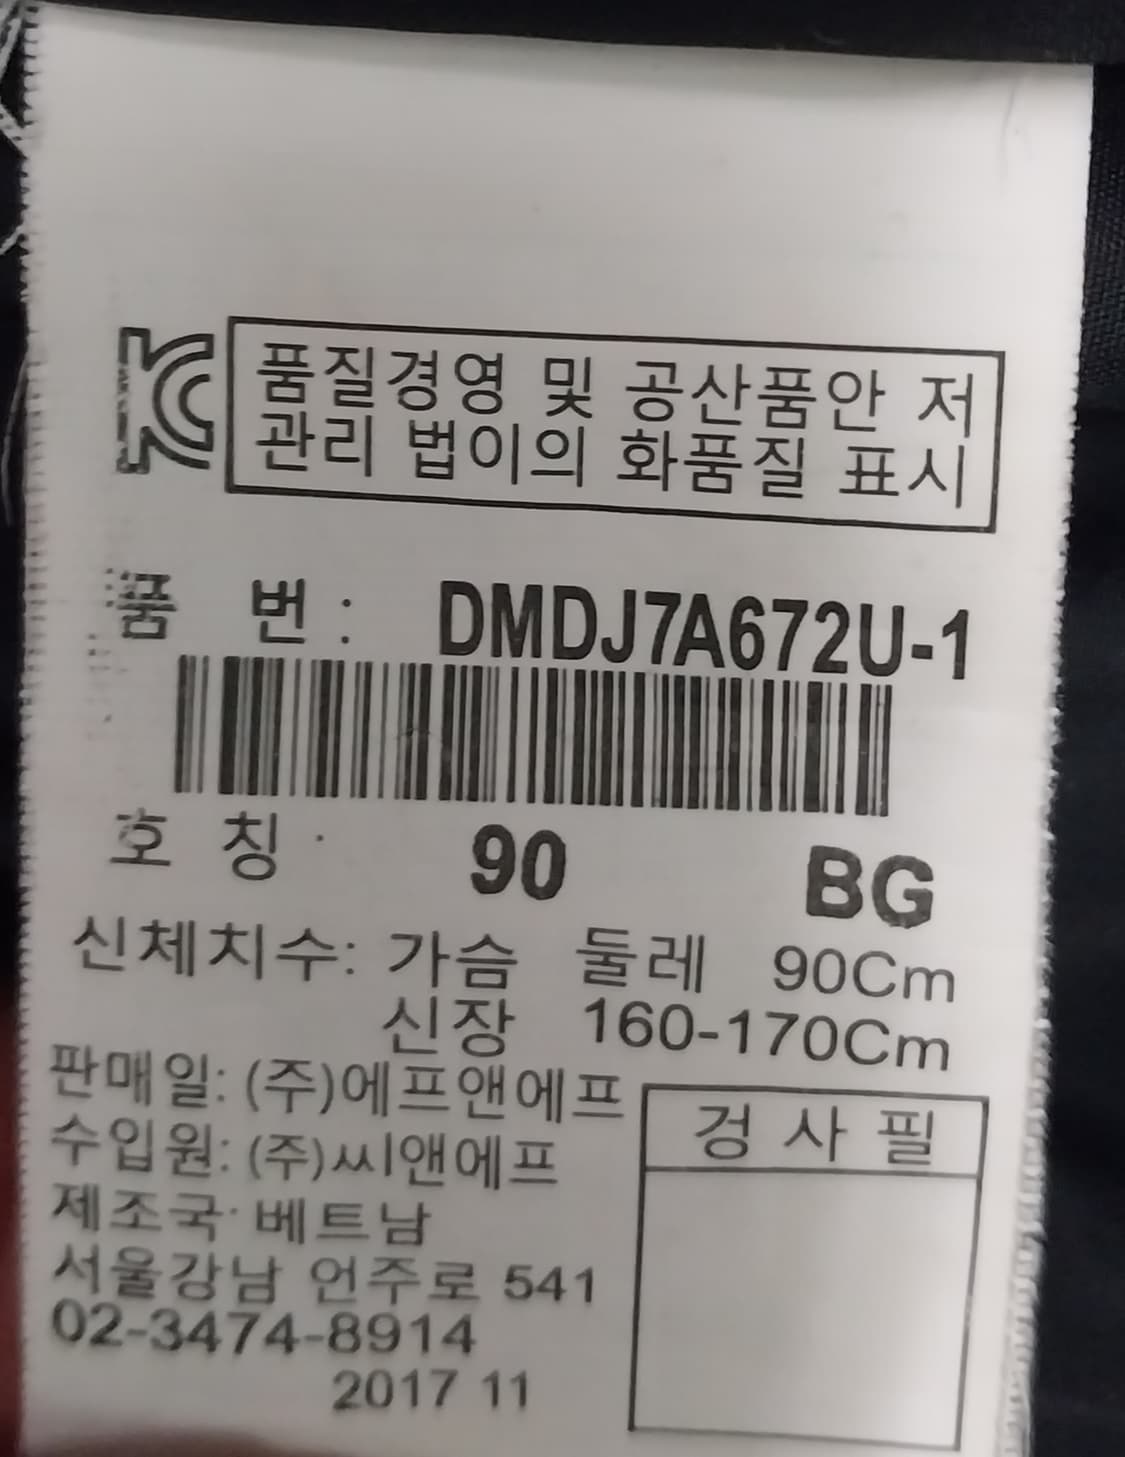 KC
품질경영 및 공산품안 저
관리 법이의 화품질 표시
품 번 : DMDJ7A672U-1
호 칭 : 90 BG
신체치수: 가슴 둘레 90Cm
신장 160-170Cm
판매일: (주)에프앤에프
수입원: (주)씨앤에프
제조국: 베트남
서울강남 언주로 541
02-3474-8914
2017 11
검 사 필